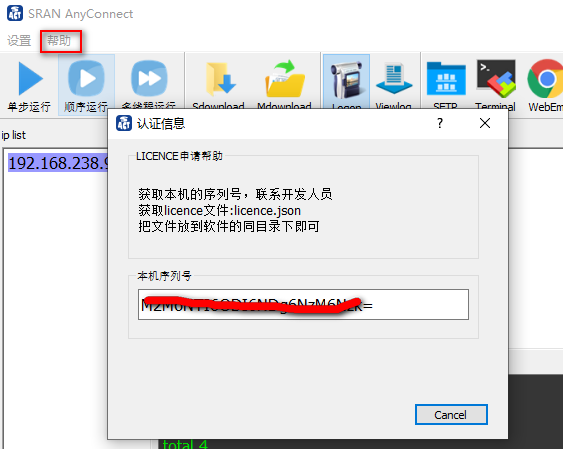 SRAN AnyConnect
设置 帮助
单步运行 顺序运行 多线程运行 Sdownload Mdownload Logon Viewlog SFTP Terminal
ip list
192.168.238.9
认证信息
? ×
LICENCE申请帮助
获取本机的序列号，联系开发人员
获取licence文件:licence.json
把文件放到软件的同目录下即可
本机序列号
Cancel
total 4